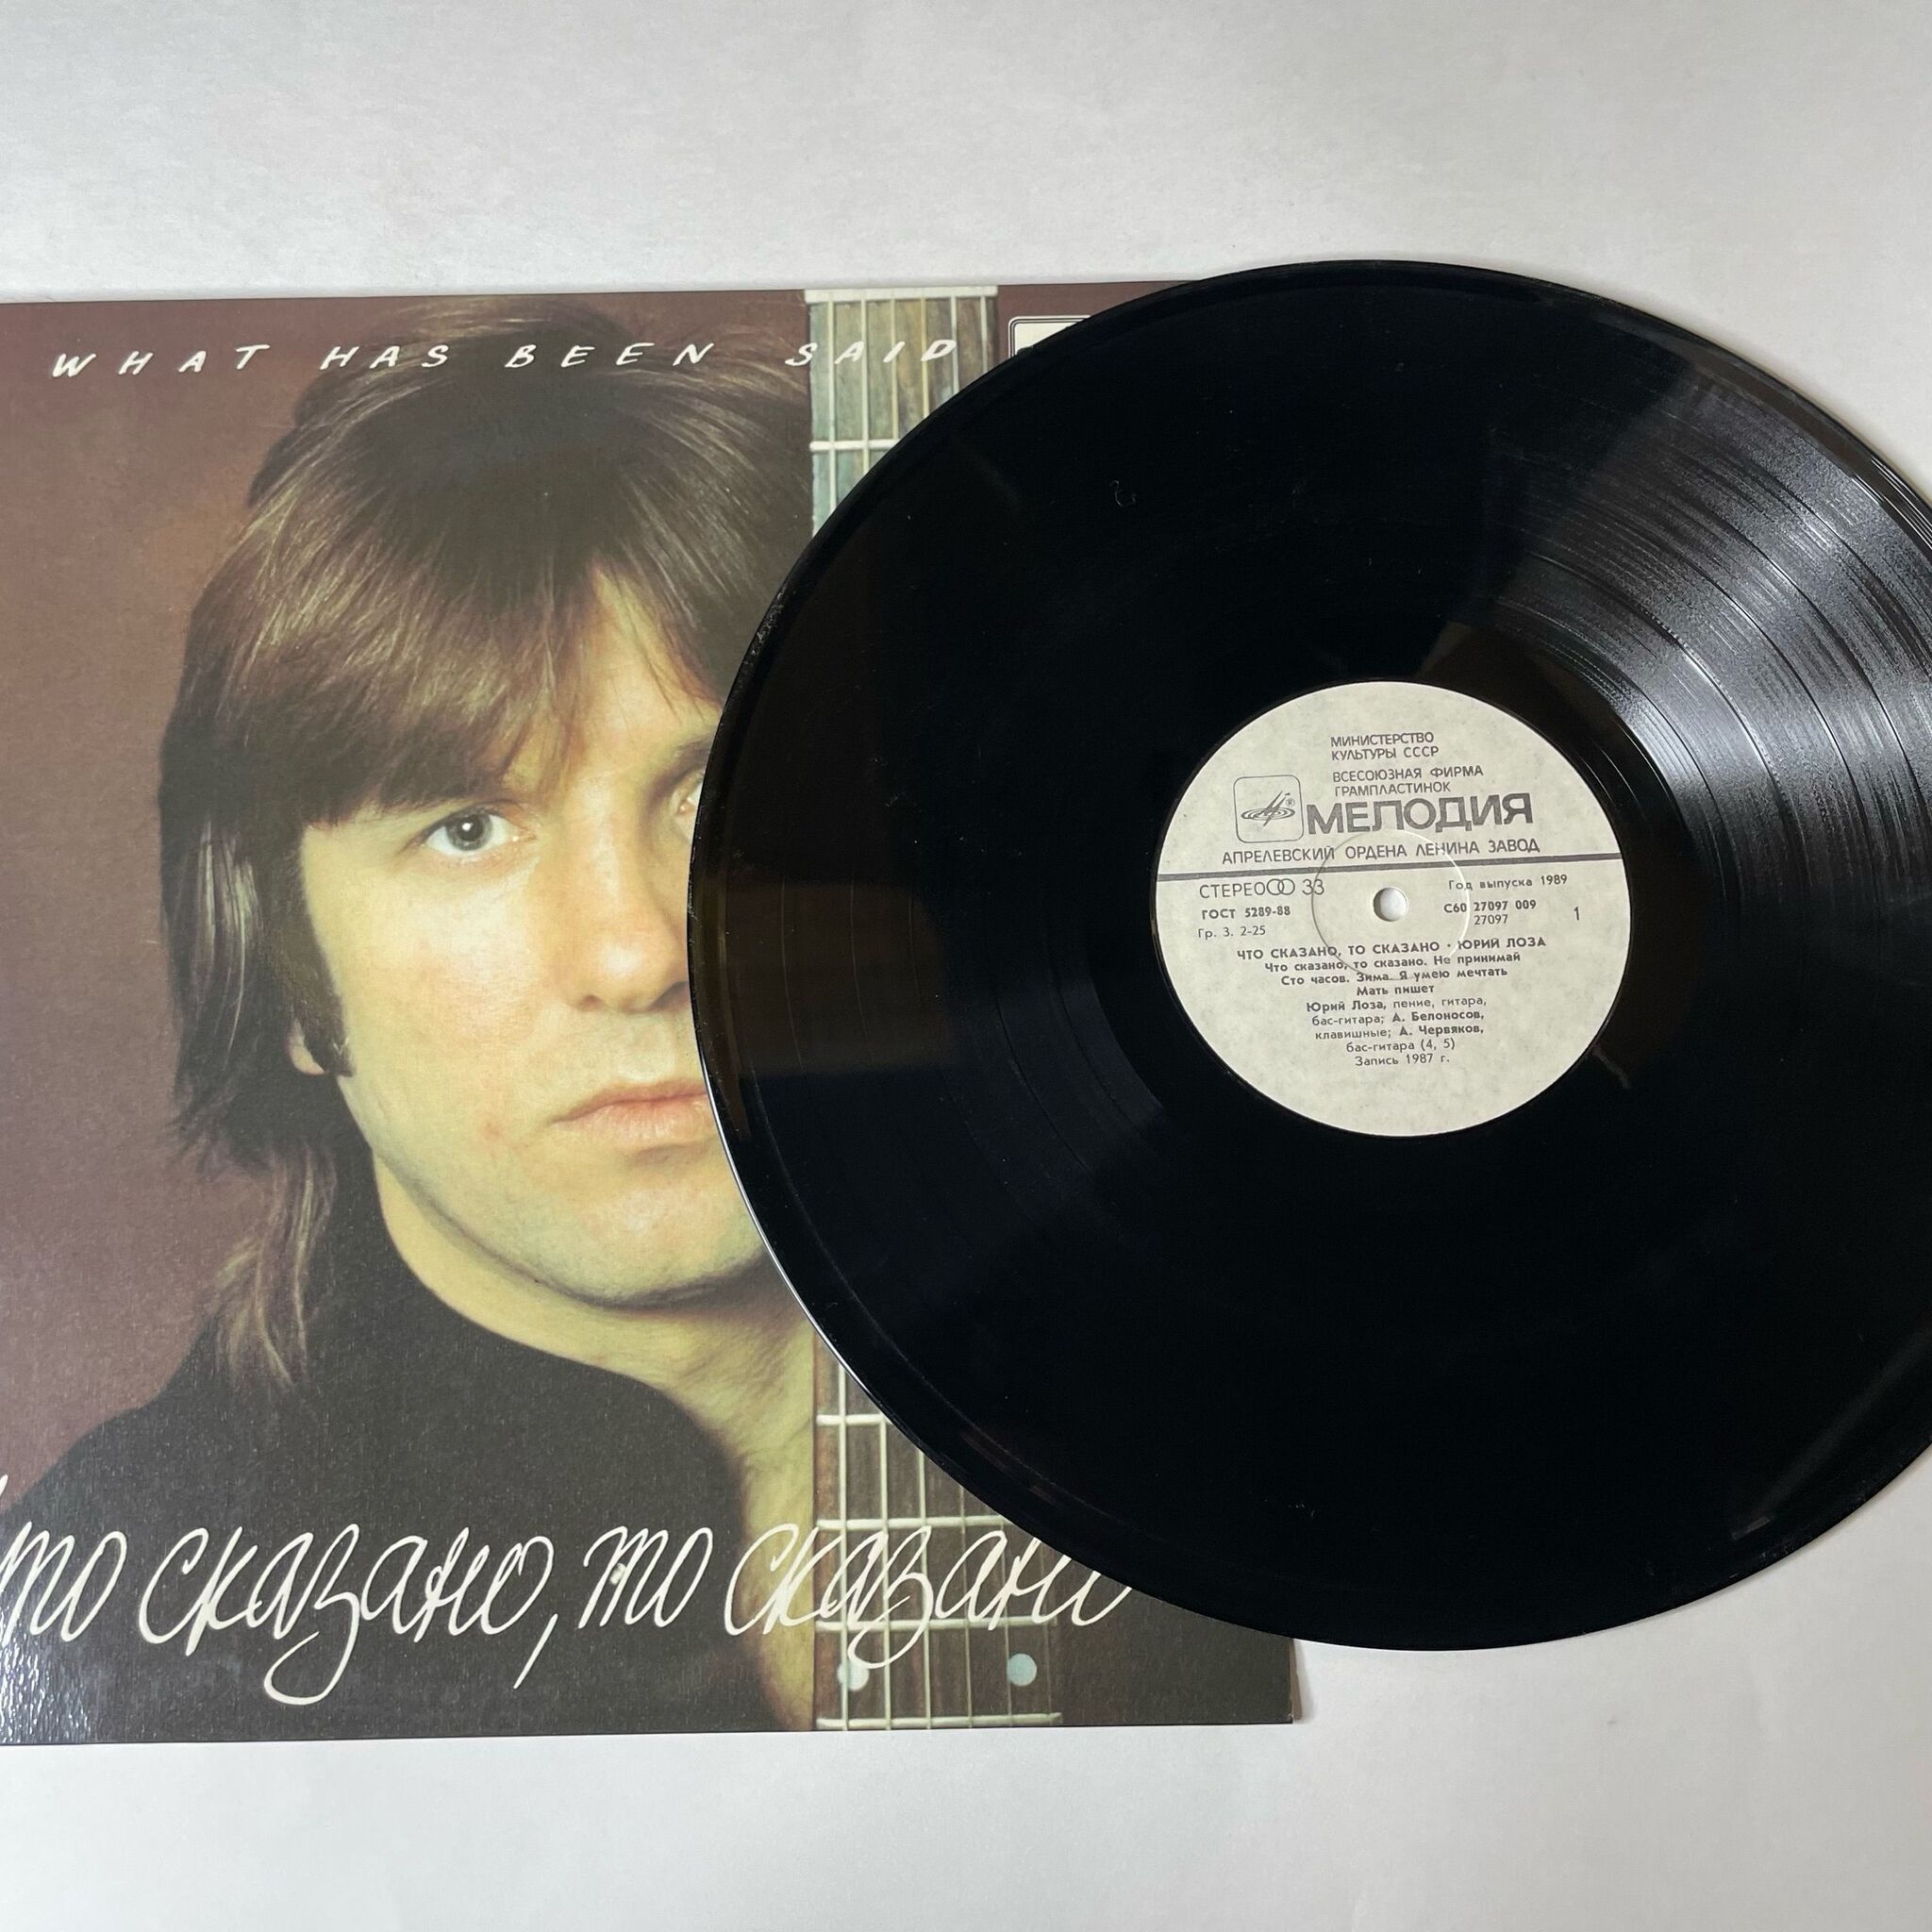 WHAT HAS BEEN SAID
то сказано, то сказано
МИНИСТЕРСТВО
КУЛЬТУРЫ СССР
ВСЕСОЮЗНАЯ ФИРМА
ГРАМПЛАСТИНОК
МЕЛОДИЯ
АПРЕЛЕВСКИЙ ОРДЕНА ЛЕНИНА ЗАВОД
СТЕРЕО 33
Год выпуска 1989
ГОСТ 5289-88
С60 27097 009
27097
1
Гр. 3. 2-25
ЧТО СКАЗАНО, ТО СКАЗАНО · ЮРИЙ ЛОЗА
Что сказано, то сказано. Не принимай
Сто часов. Зима. Я умею мечтать
Мать пишет
Юрий Лоза, пение, гитара,
бас-гитара; А. Белоносов,
клавишные; А. Червяков,
бас-гитара (4, 5)
Запись 1987 г.